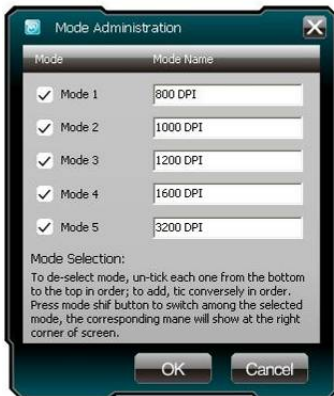 Mode Administration
Mode Mode Name
Mode 1 800 DPI
Mode 2 1000 DPI
Mode 3 1200 DPI
Mode 4 1600 DPI
Mode 5 3200 DPI
Mode Selection:
To de-select mode, un-tick each one from the bottom
to the top in order; to add, tic conversely in order.
Press mode shif button to switch among the selected
mode, the corresponding mane will show at the right
corner of screen.
OK Cancel